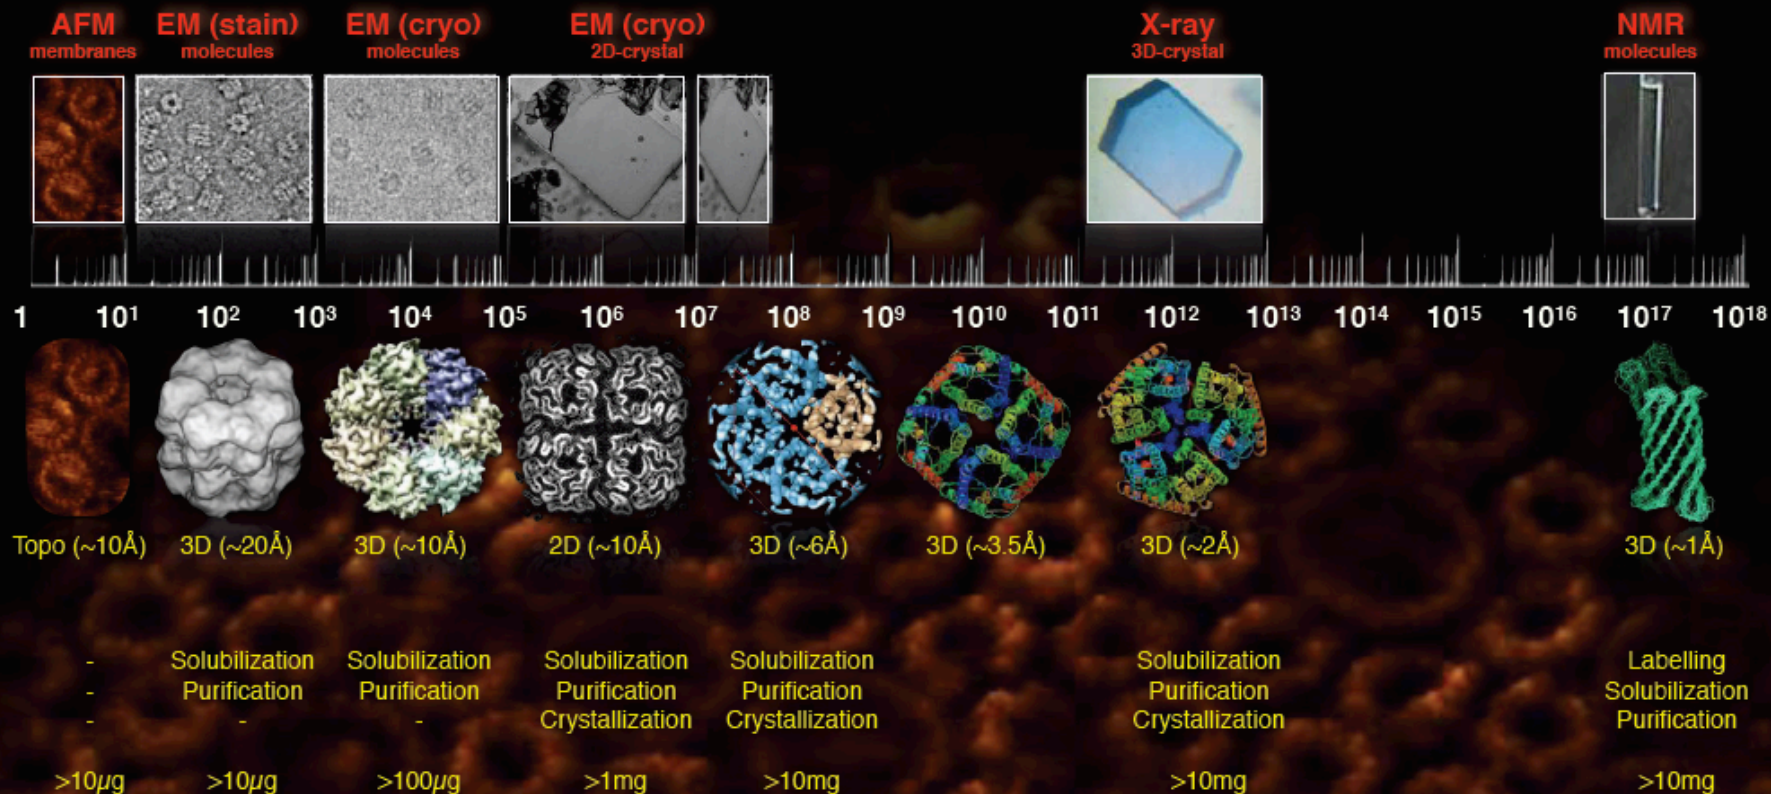 AFM EM (stain) EM (cryo) EM (cryo) X-ray NMR
membranes molecules molecules 2D-crystal 3D-crystal molecules
1 10¹ 10² 10³ 10⁴ 10⁵ 10⁶ 10⁷ 10⁸ 10⁹ 10¹⁰ 10¹¹ 10¹² 10¹³ 10¹⁴ 10¹⁵ 10¹⁶ 10¹⁷ 10¹⁸
Topo (~10Å) 3D (~20Å) 3D (~10Å) 2D (~10Å) 3D (~6Å) 3D (~3.5Å) 3D (~2Å) 3D (~1Å)
- Solubilization Solubilization Solubilization Solubilization Solubilization Labelling
- Purification Purification Purification Purification Purification Solubilization
- - - Crystallization Crystallization Crystallization Purification
>10µg >10µg >100µg >1mg >10mg >10mg >10mg